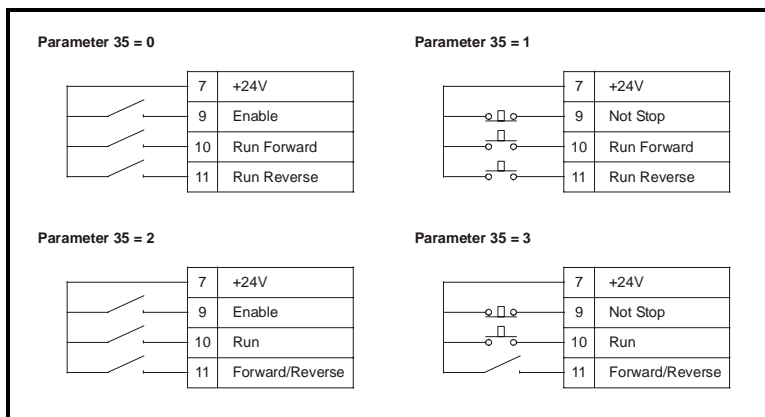 Parameter 35 = 0
7 +24V
9 Enable
10 Run Forward
11 Run Reverse
Parameter 35 = 1
7 +24V
9 Not Stop
10 Run Forward
11 Run Reverse
Parameter 35 = 2
7 +24V
9 Enable
10 Run
11 Forward/Reverse
Parameter 35 = 3
7 +24V
9 Not Stop
10 Run
11 Forward/Reverse